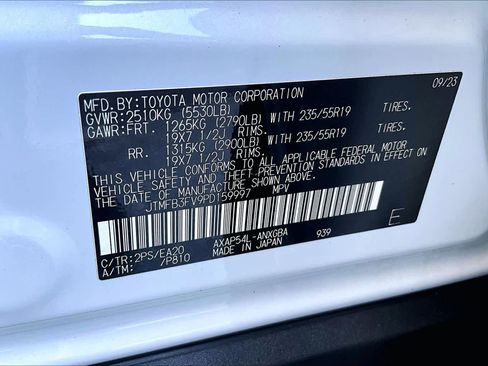 MFD.BY:TOYOTA MOTOR CORPORATION 09/23
GVWR:2510KG (5530LB)
GAWR:FRT. 1265KG (2790LB) WITH 235/55R19 TIRES.
19X7 1/2J RIMS.
RR. 1315KG (2900LB) WITH 235/55R19 TIRES.
19X7 1/2J RIMS.
THIS VEHICLE CONFORMS TO ALL APPLICABLE FEDERAL MOTOR
VEHICLE SAFETY AND THEFT PREVENTION STANDARDS IN EFFECT ON
THE DATE OF MANUFACTURE SHOWN ABOVE.
JTMFB3FV9PD159997 MPV
E
C/TR:2PS/EA20 AXAP54L-ANXGBA 939
A/TM: /P810 MADE IN JAPAN